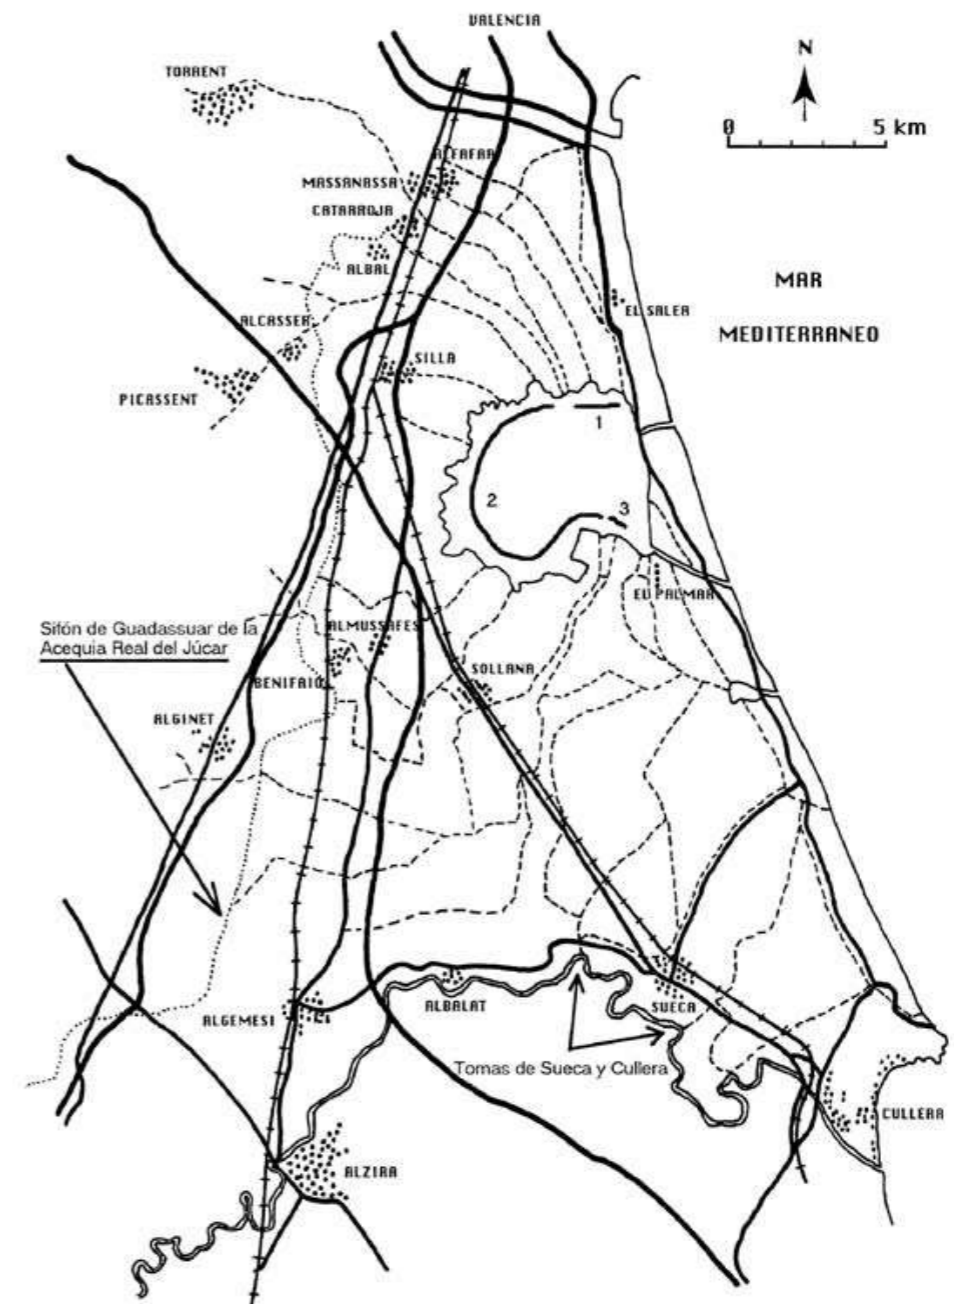 VALENCIA
TORRENT
N
0 5 km
ALFAFAR
MASSANASSA
CATARROJA
ALBAL
MAR
MEDITERRANEO
EL SALER
ALCASSER
SILLA
PICASSENT
1
2
3
EL PALMAR
Sifón de Guadassuar de la
Acequia Real del Júcar
ALMUSSAFES
BENIFAIO
SOLLANA
ALGINET
ALBALAT
SUECA
ALGEMESI
Tomas de Sueca y Cullera
CULLERA
ALZIRA